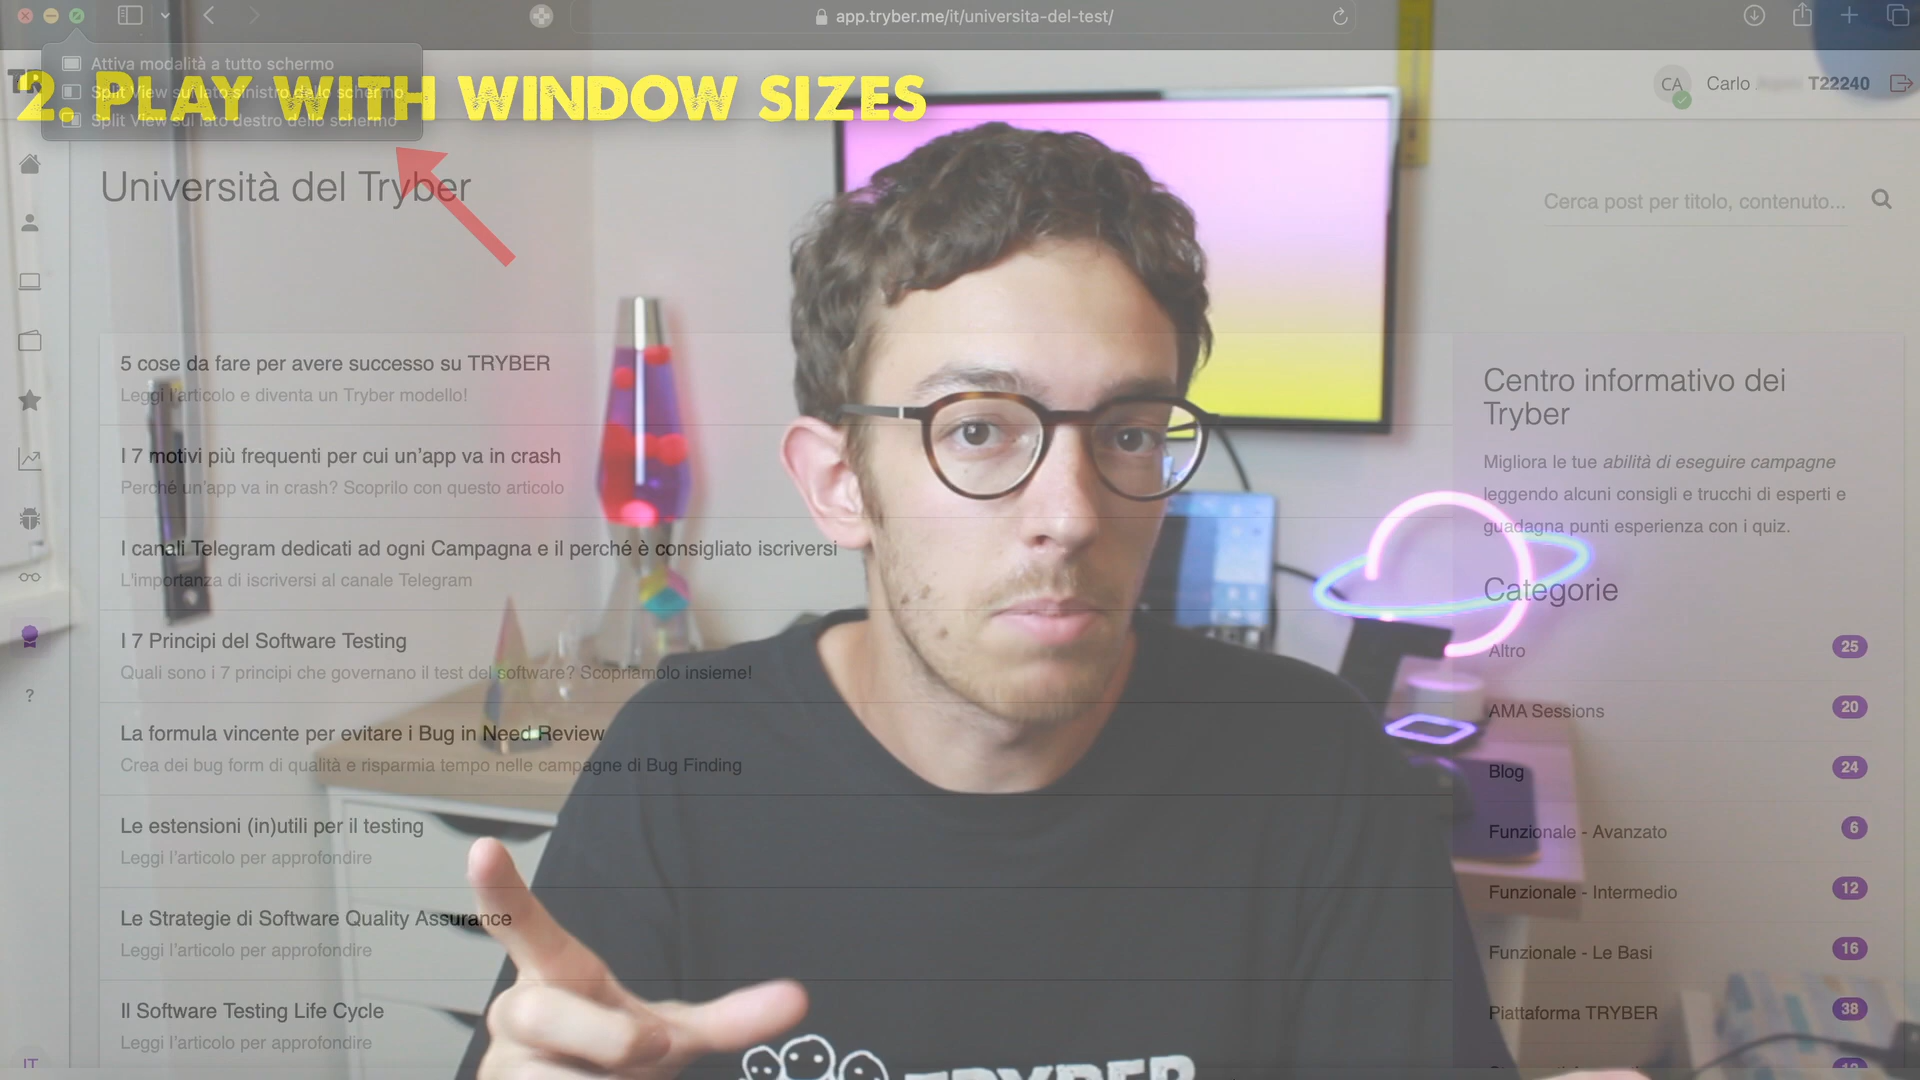 app.tryber.me/it/universita-del-test/
Attiva modalità a tutto schermo
Split View sul lato sinistro dello schermo
Split View sul lato destro dello schermo
2. PLAY WITH WINDOW SIZES
CA Carlo T22240
Università del Tryber
Cerca post per titolo, contenuto...
5 cose da fare per avere successo su TRYBER
Leggi l'articolo e diventa un Tryber modello!
I 7 motivi più frequenti per cui un'app va in crash
Perché un'app va in crash? Scoprilo con questo articolo
I canali Telegram dedicati ad ogni Campagna e il perché è consigliato iscriversi
L'importanza di iscriversi al canale Telegram
I 7 Principi del Software Testing
Quali sono i 7 principi che governano il test del software? Scopriamolo insieme!
La formula vincente per evitare i Bug in Need Review
Crea dei bug form di qualità e risparmia tempo nelle campagne di Bug Finding
Le estensioni (in)utili per il testing
Leggi l'articolo per approfondire
Le Strategie di Software Quality Assurance
Leggi l'articolo per approfondire
Il Software Testing Life Cycle
Leggi l'articolo per approfondire
?
IT
Centro informativo dei
Tryber
Migliora le tue abilità di eseguire campagne
leggendo alcuni consigli e trucchi di esperti e
guadagna punti esperienza con i quiz.
Categorie
Altro 25
AMA Sessions 20
Blog 24
Funzionale - Avanzato 6
Funzionale - Intermedio 12
Funzionale - Le Basi 16
Piattaforma TRYBER 38
TRYBER